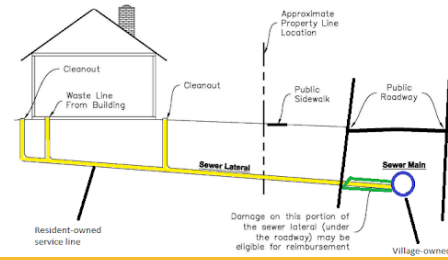 Approximate
Property Line
Location
Cleanout
Waste Line
From Building
Cleanout
Public
Sidewalk
Public
Roadway
Sewer Lateral
Sewer Main
Resident-owned
service line
Damage on this portion
of the sewer lateral (under
the roadway) may be
eligible for reimbursement
Village-owned